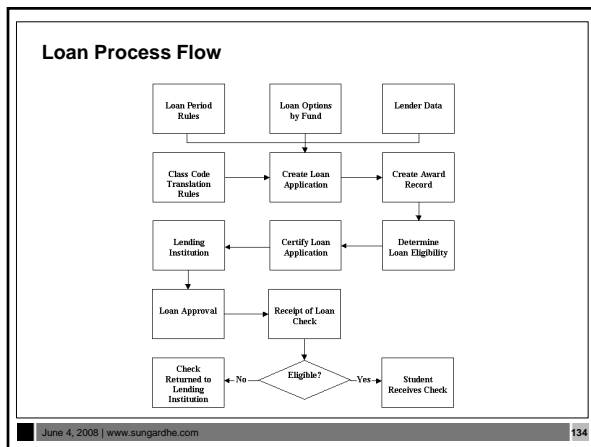 Loan Process Flow
Loan Period
Rules
Loan Options
by Fund
Lender Data
Class Code
Translation
Rules
Create Loan
Application
Create Award
Record
Lending
Institution
Certify Loan
Application
Determine
Loan Eligibility
Loan Approval
Receipt of Loan
Check
Check
Returned to
Lending
Institution
No
Eligible?
Yes
Student
Receives Check
June 4, 2008 | www.sungardhe.com
134